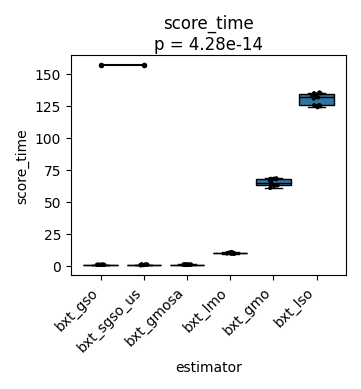 score_time
p = 4.28e-14
score_time
150
125
100
75
50
25
0
bxt_gso
bxt_sgso_us
bxt_gmosa
bxt_lmo
bxt_gmo
bxt_lso
estimator